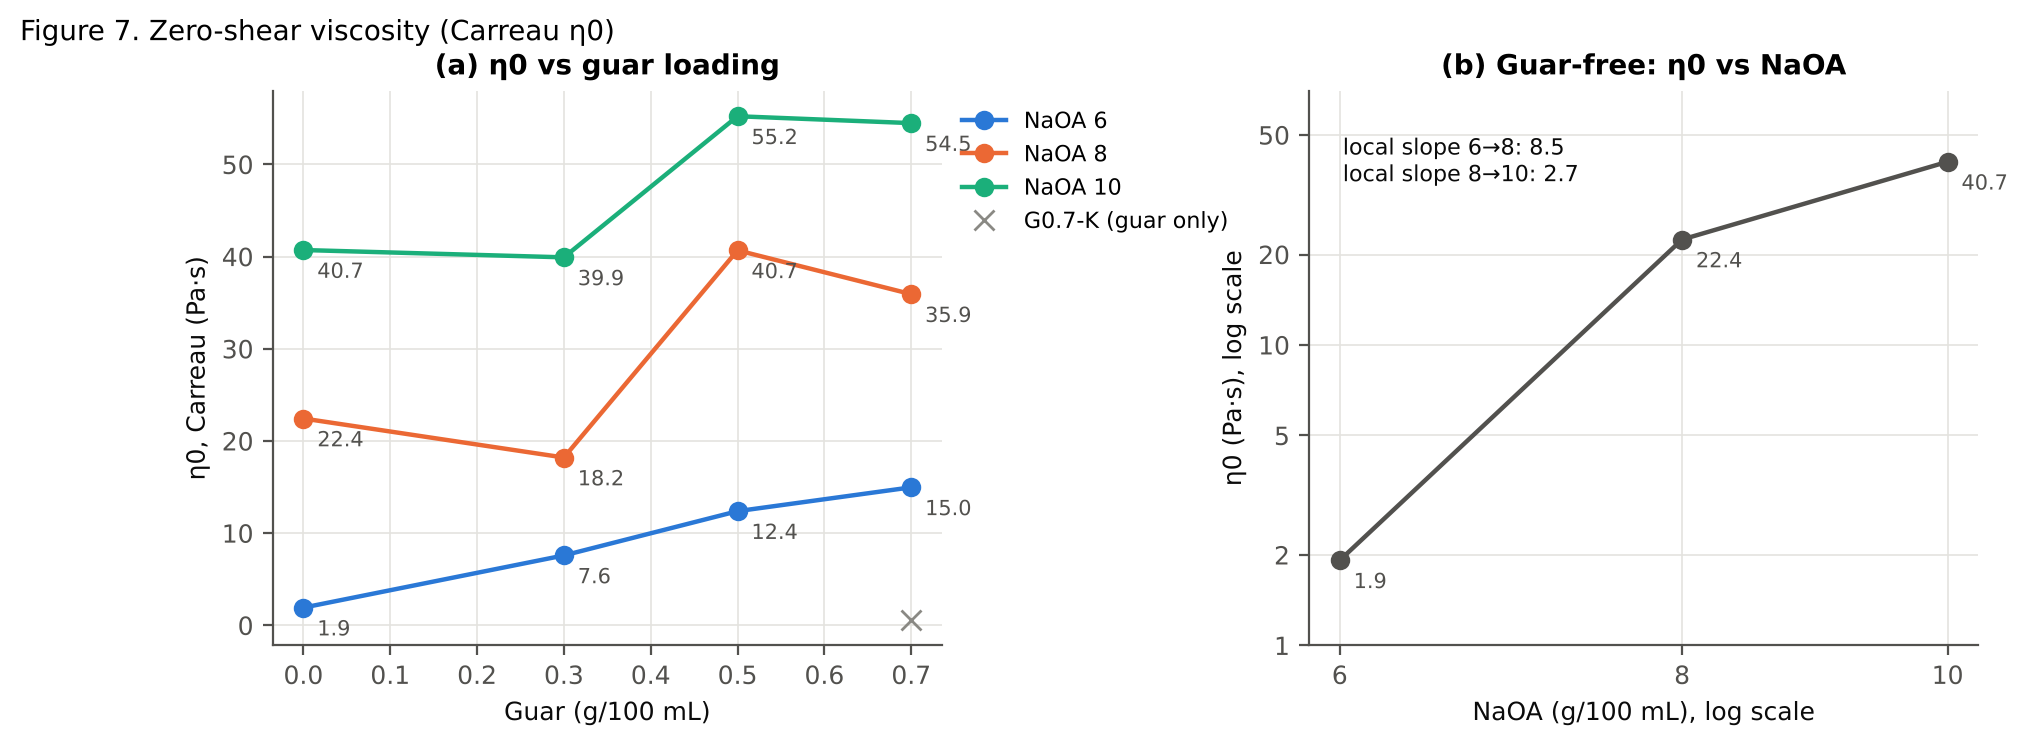 Figure 7. Zero-shear viscosity (Carreau η0)
(a) η0 vs guar loading
η0, Carreau (Pa·s)
50
40
30
20
10
0
40.7
39.9
55.2
54.5
22.4
18.2
40.7
35.9
1.9
7.6
12.4
15.0
0.0 0.1 0.2 0.3 0.4 0.5 0.6 0.7
Guar (g/100 mL)
NaOA 6
NaOA 8
NaOA 10
G0.7-K (guar only)
(b) Guar-free: η0 vs NaOA
η0 (Pa·s), log scale
50
20
10
5
2
1
local slope 6→8: 8.5
local slope 8→10: 2.7
1.9
22.4
40.7
6 8 10
NaOA (g/100 mL), log scale